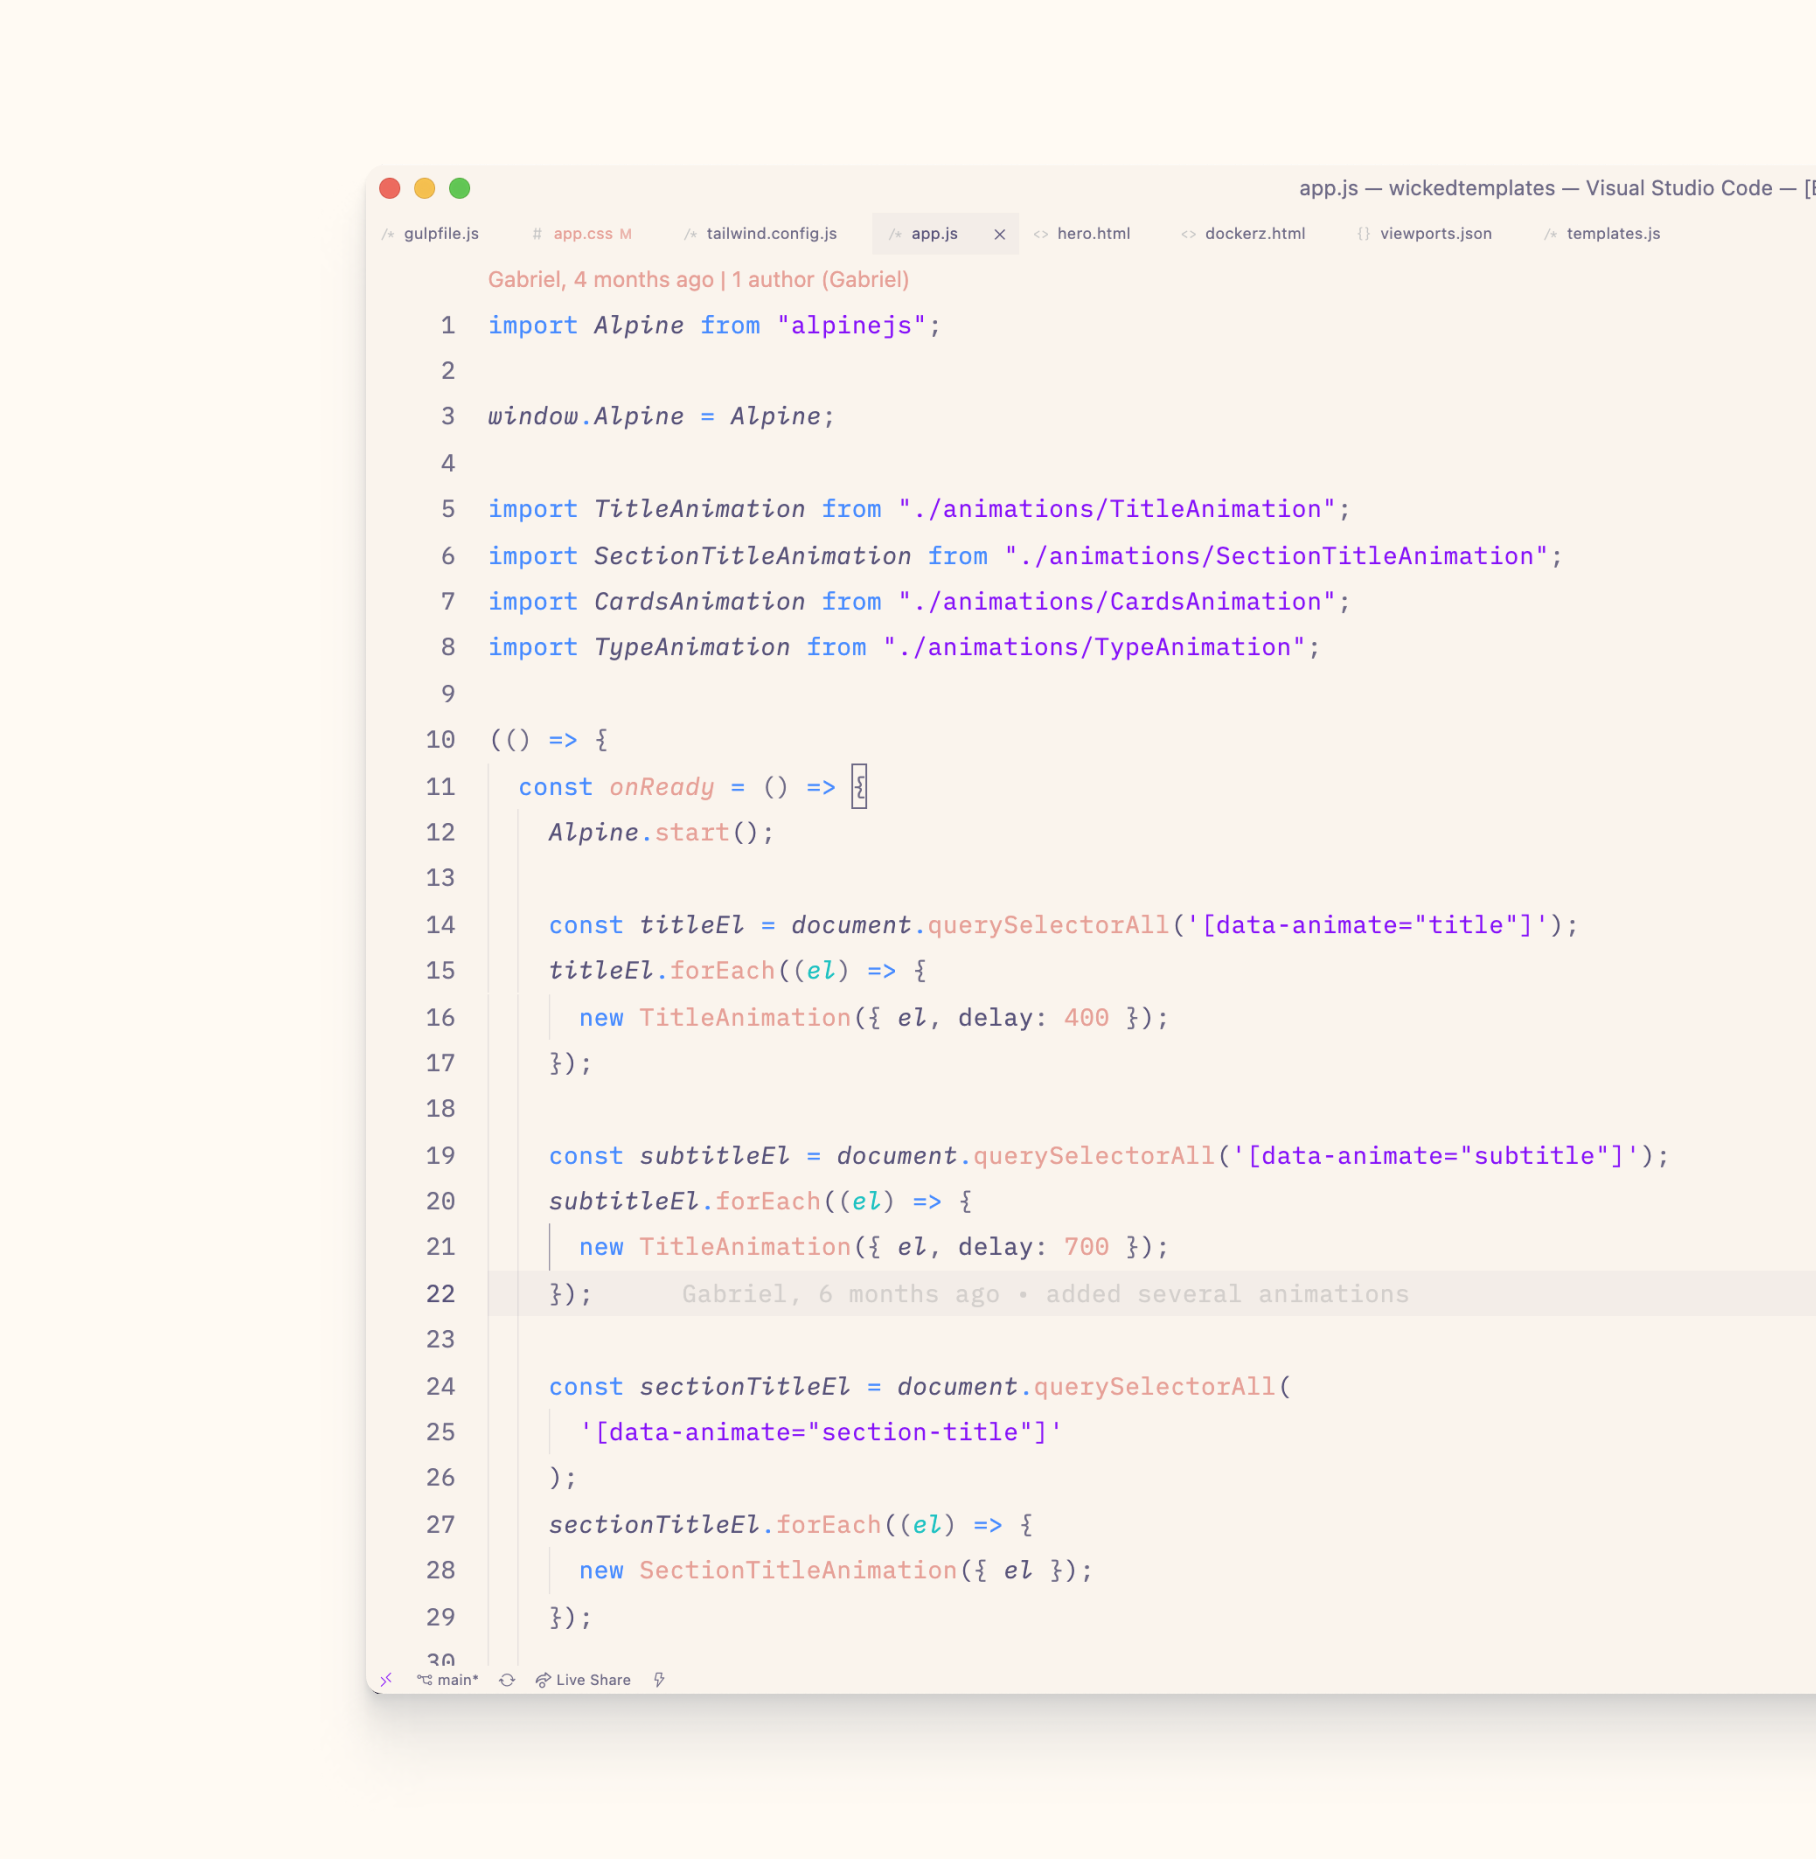 app.js — wickedtemplates — Visual Studio Code — [
/* gulpfile.js # app.css M /* tailwind.config.js /* app.js × <> hero.html <> dockerz.html {} viewports.json /* templates.js
Gabriel, 4 months ago | 1 author (Gabriel)
1 import Alpine from "alpinejs";
2
3 window.Alpine = Alpine;
4
5 import TitleAnimation from "./animations/TitleAnimation";
6 import SectionTitleAnimation from "./animations/SectionTitleAnimation";
7 import CardsAnimation from "./animations/CardsAnimation";
8 import TypeAnimation from "./animations/TypeAnimation";
9
10 (() => {
11   const onReady = () => {
12     Alpine.start();
13
14     const titleEl = document.querySelectorAll('[data-animate="title"]');
15     titleEl.forEach((el) => {
16       new TitleAnimation({ el, delay: 400 });
17     });
18
19     const subtitleEl = document.querySelectorAll('[data-animate="subtitle"]');
20     subtitleEl.forEach((el) => {
21       new TitleAnimation({ el, delay: 700 });
22     });      Gabriel, 6 months ago • added several animations
23
24     const sectionTitleEl = document.querySelectorAll(
25       '[data-animate="section-title"]'
26     );
27     sectionTitleEl.forEach((el) => {
28       new SectionTitleAnimation({ el });
29     });
30
main* Live Share